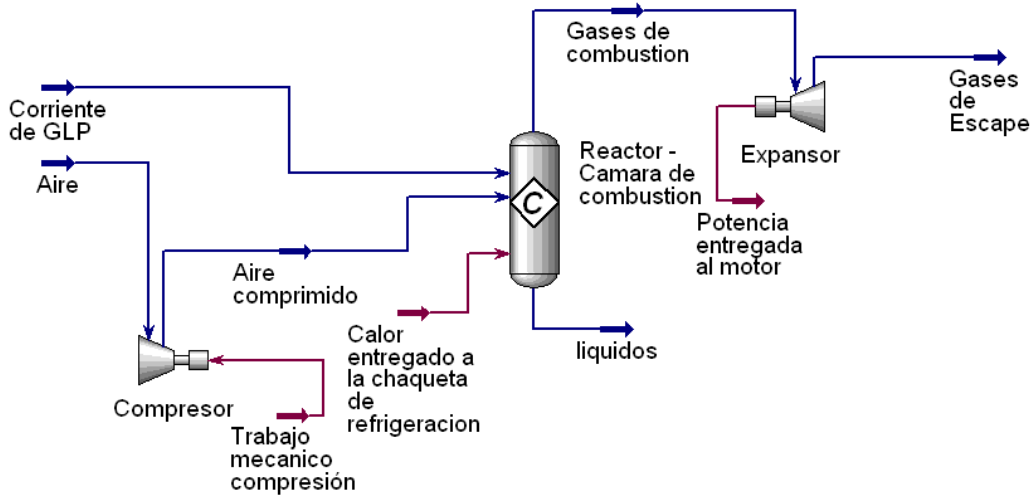 Gases de
combustion
Corriente
de GLP
Aire
Gases
de
Escape
Reactor -
Camara de
combustion
C
Expansor
Potencia
entregada
al motor
Aire
comprimido
Calor
entregado a
la chaqueta
de
refrigeracion
liquidos
Compresor
Trabajo
mecanico
compresión